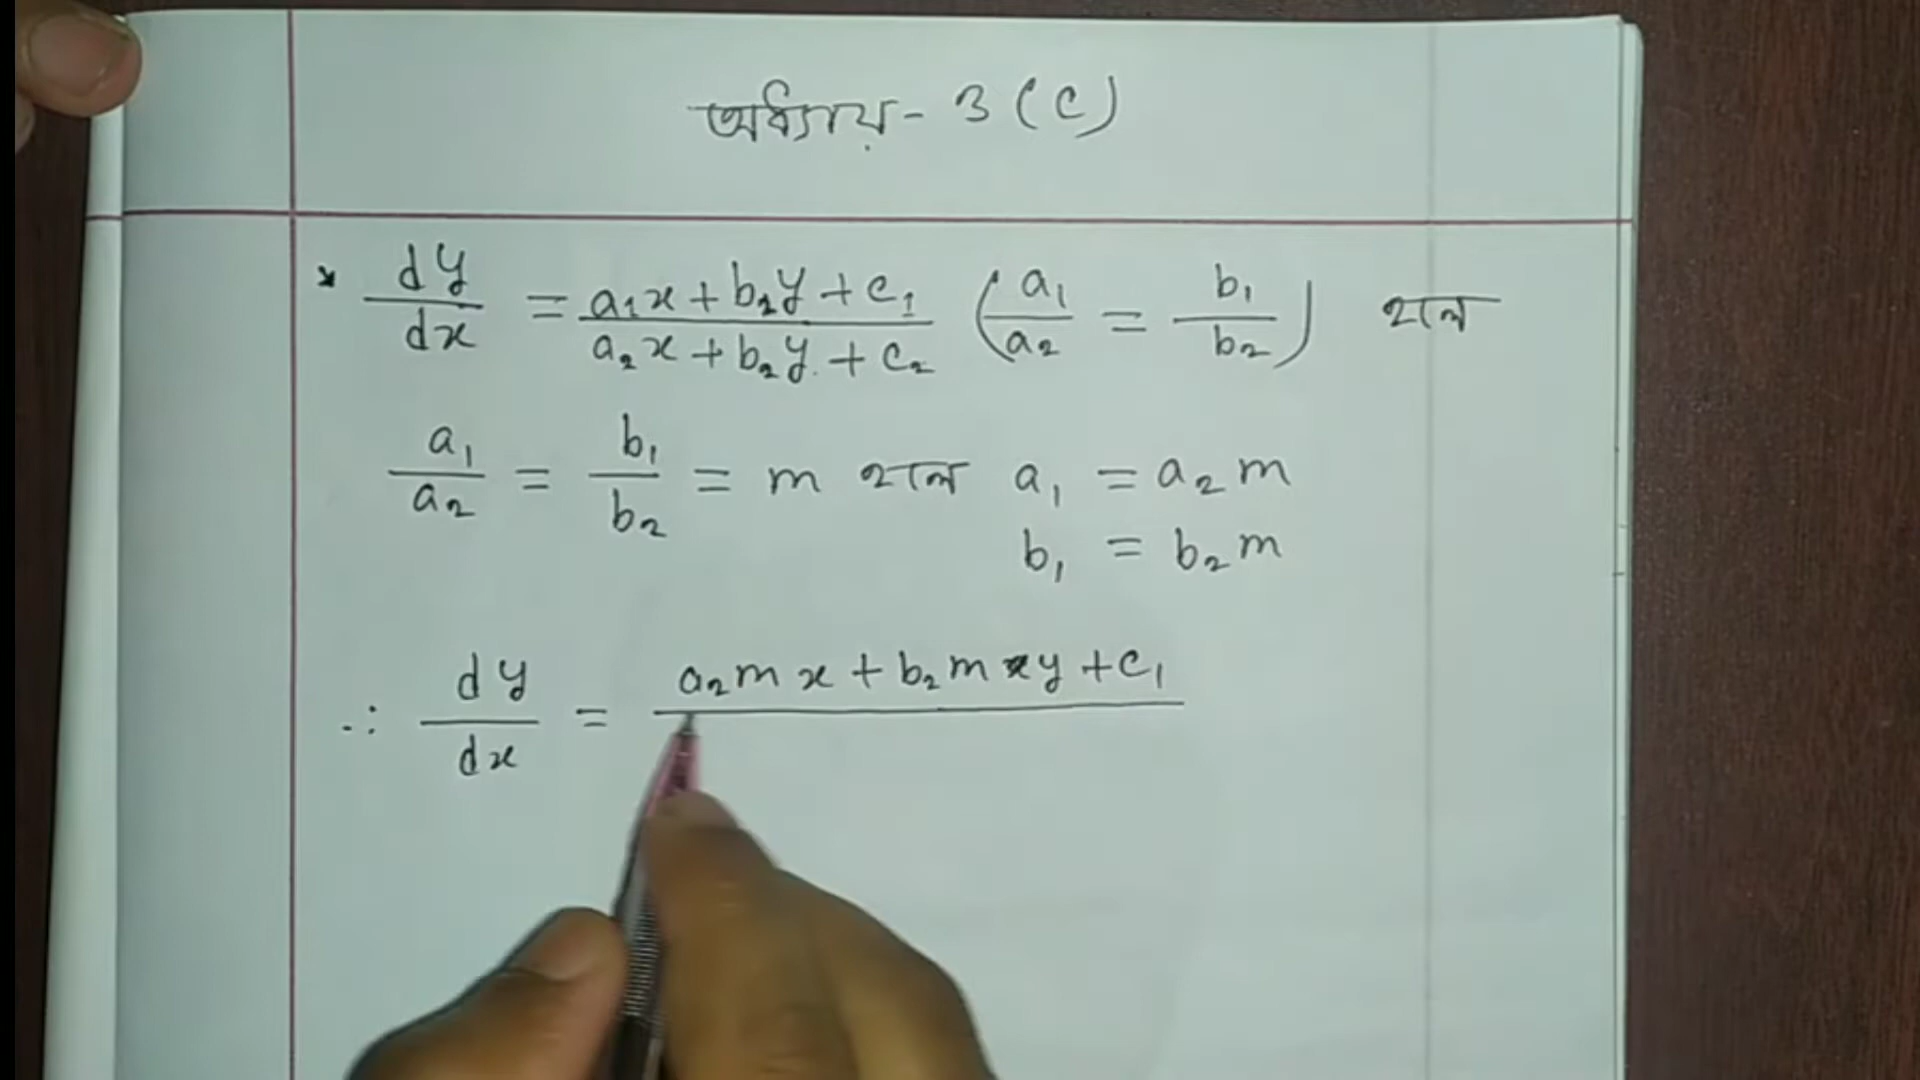 অধ্যায় - 3 (c)
* dy/dx = a₁x + b₁y + c₁ / a₂x + b₂y + c₂ (a₁/a₂ = b₁/b₂) হলে
a₁/a₂ = b₁/b₂ = m হলে a₁ = a₂m
b₁ = b₂m
∴ dy/dx = a₂mx + b₂my + c₁